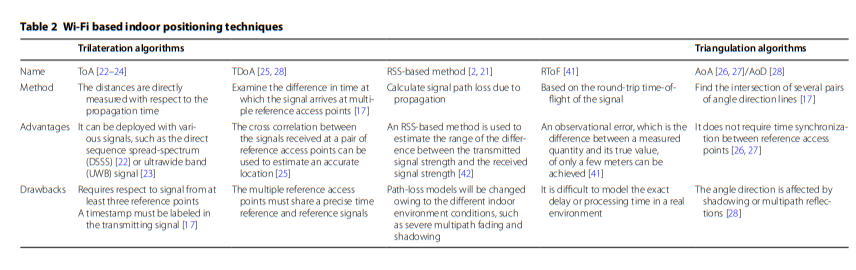 Table 2 Wi-Fi based indoor positioning techniques
Trilateration algorithms Triangulation algorithms
Name ToA [22–24] TDoA [25, 28] RSS-based method [2, 21] RToF [41] AoA [26, 27]/AoD [28]
Method The distances are directly Examine the difference in time at Calculate signal path loss due to Based on the round-trip time-of- Find the intersection of several pairs
measured with respect to the which the signal arrives at multi- propagation flight of the signal of angle direction lines [17]
propagation time ple reference access points [17]
Advantages It can be deployed with vari- The cross correlation between An RSS-based method is used to An observational error, which is the It does not require time synchroniza-
ous signals, such as the direct the signals received at a pair of estimate the range of the differ- difference between a measured tion between reference access
sequence spread-spectrum reference access points can be ence between the transmitted quantity and its true value, points [26, 27]
(DSSS) [22] or ultrawide band used to estimate an accurate signal strength and the received of only a few meters can be
(UWB) signal [23] location [25] signal strength [42] achieved [41]
Drawbacks Requires respect to signal from at The multiple reference access Path-loss models will be changed It is difficult to model the exact The angle direction is affected by
least three reference points points must share a precise time owing to the different indoor delay or processing time in a real shadowing or multipath reflec-
A timestamp must be labeled in reference and reference signals environment conditions, such environment tions [28]
the transmitting signal [17] as severe multipath fading and
shadowing